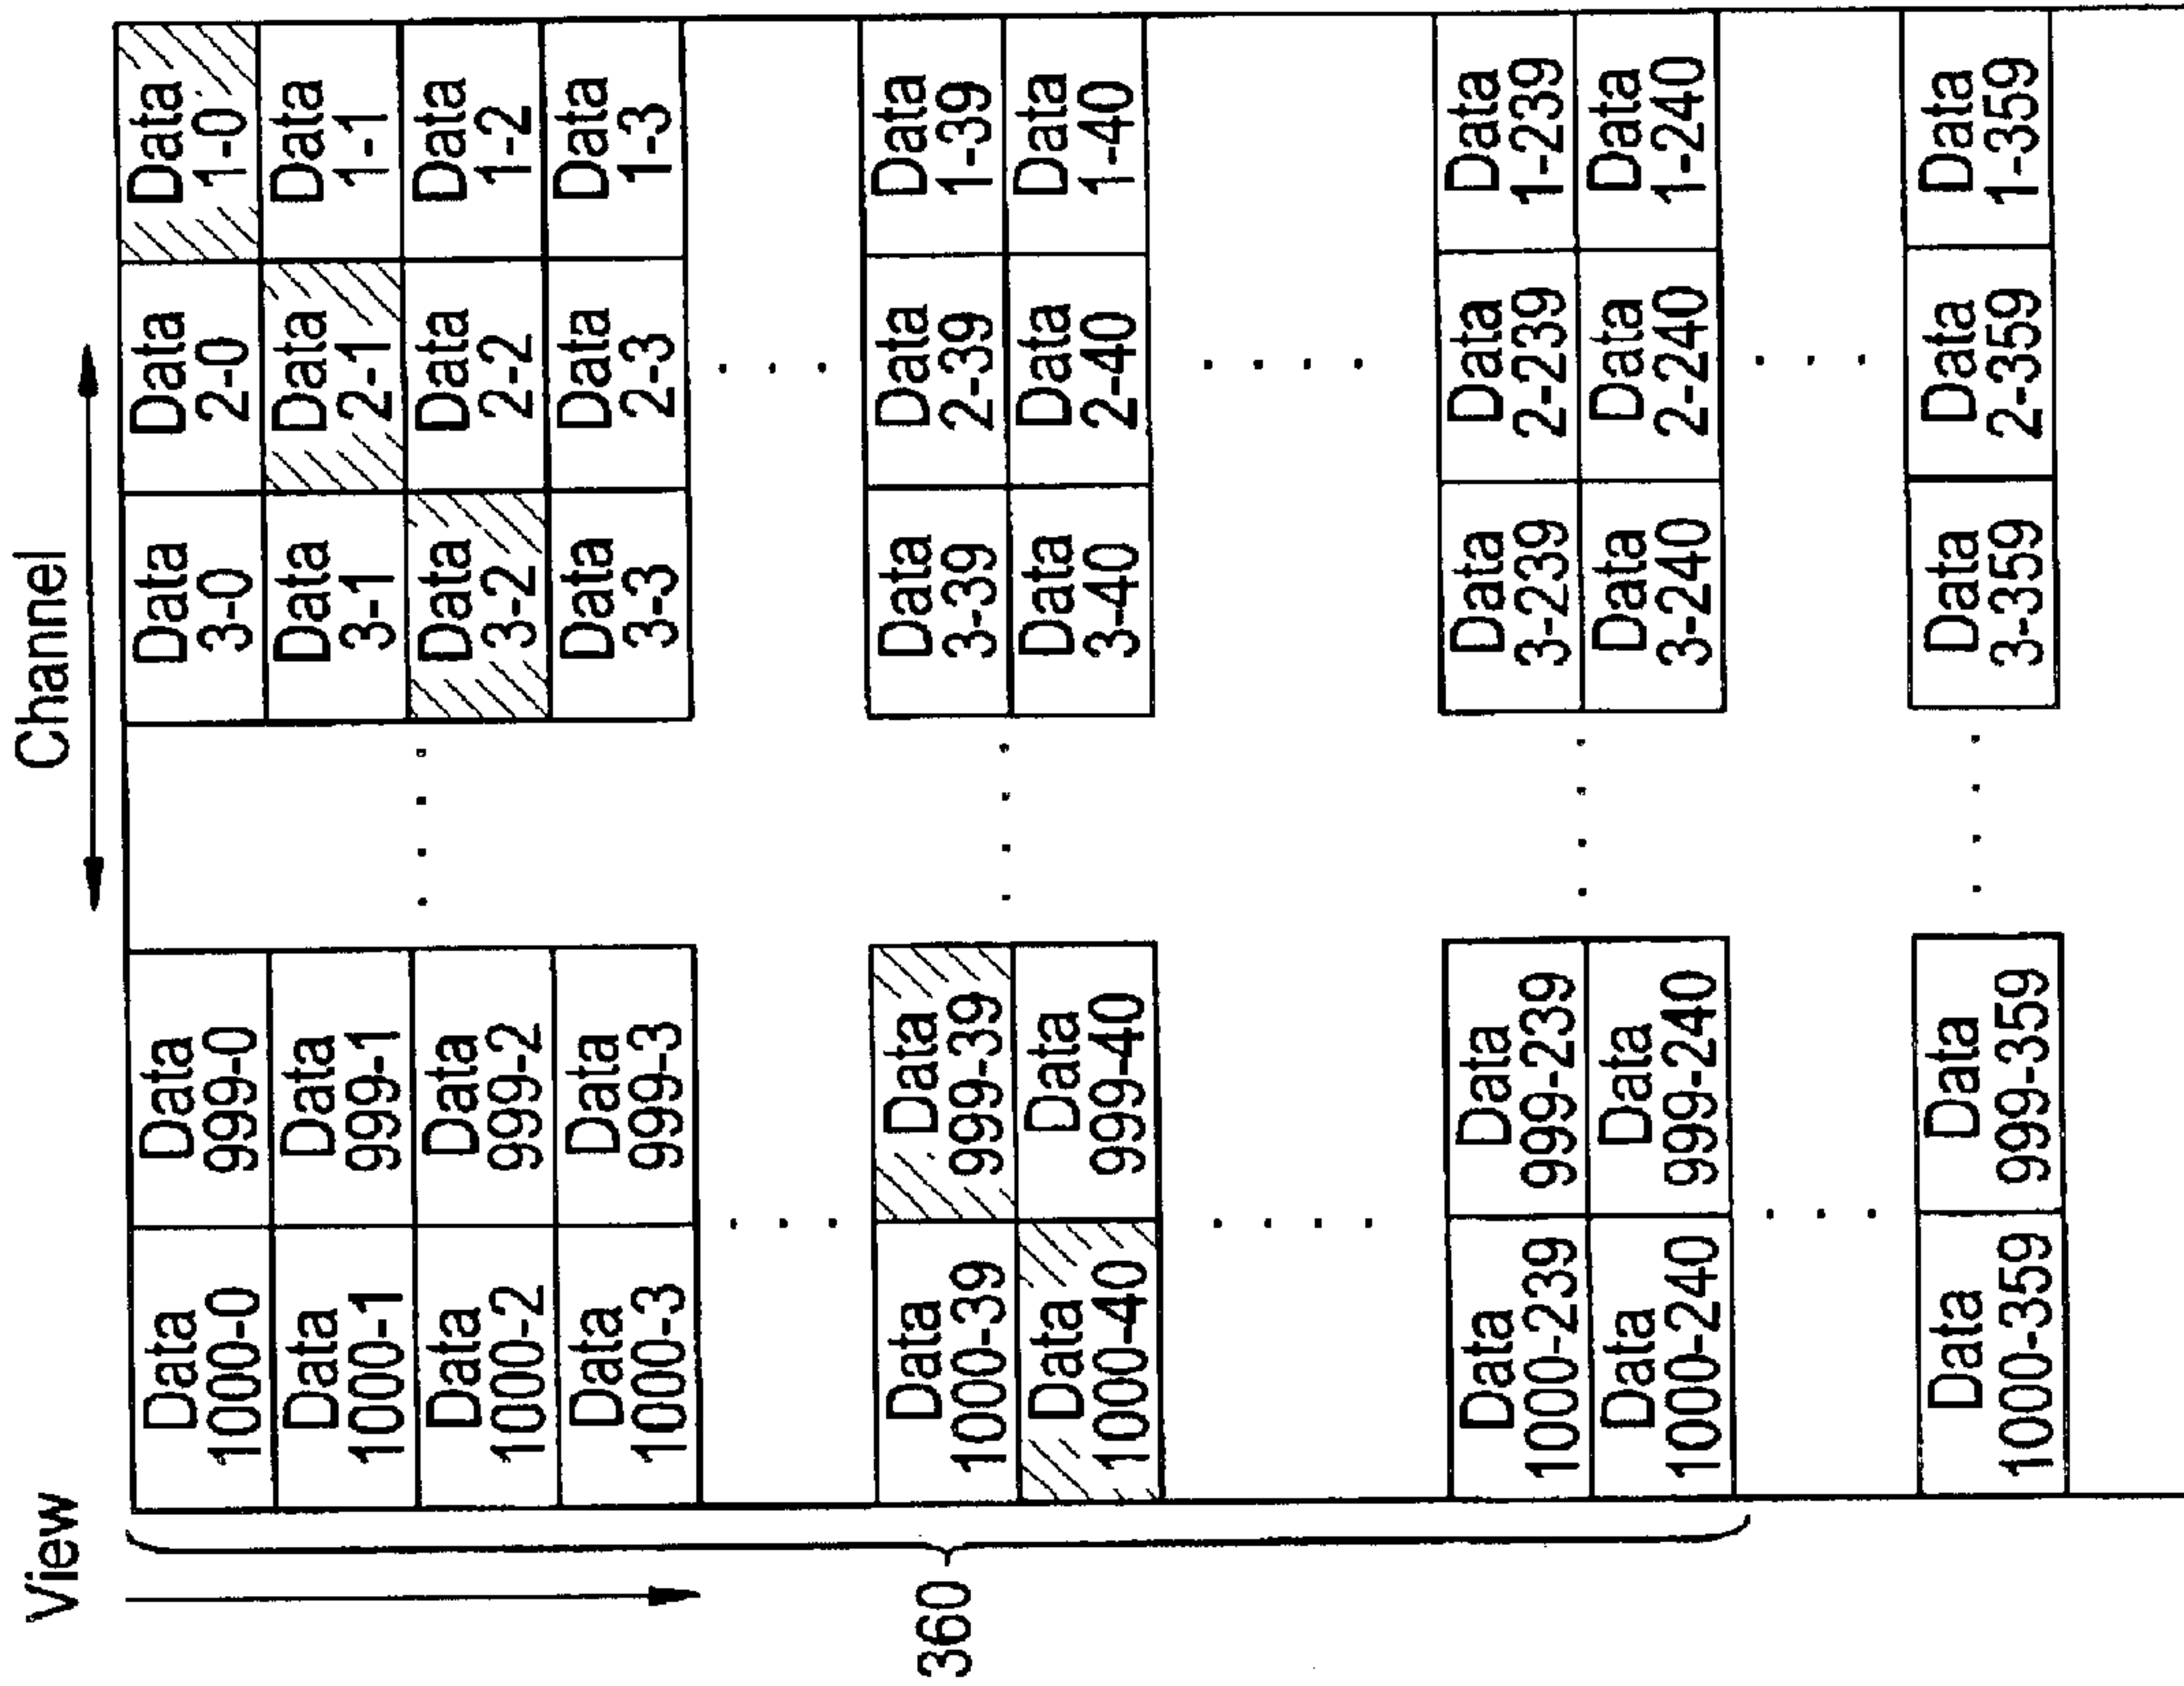 Channel
View
360
Data
1000-0
Data
999-0
Data
3-0
Data
2-0
Data
1-0
Data
1000-1
Data
999-1
Data
3-1
Data
2-1
Data
1-1
Data
1000-2
Data
999-2
Data
3-2
Data
2-2
Data
1-2
Data
1000-3
Data
999-3
Data
3-3
Data
2-3
Data
1-3
Data
1000-39
Data
999-39
Data
3-39
Data
2-39
Data
1-39
Data
1000-40
Data
999-40
Data
3-40
Data
2-40
Data
1-40
Data
1000-239
Data
999-239
Data
3-239
Data
2-239
Data
1-239
Data
1000-240
Data
999-240
Data
3-240
Data
2-240
Data
1-240
Data
1000-359
Data
999-359
Data
3-359
Data
2-359
Data
1-359